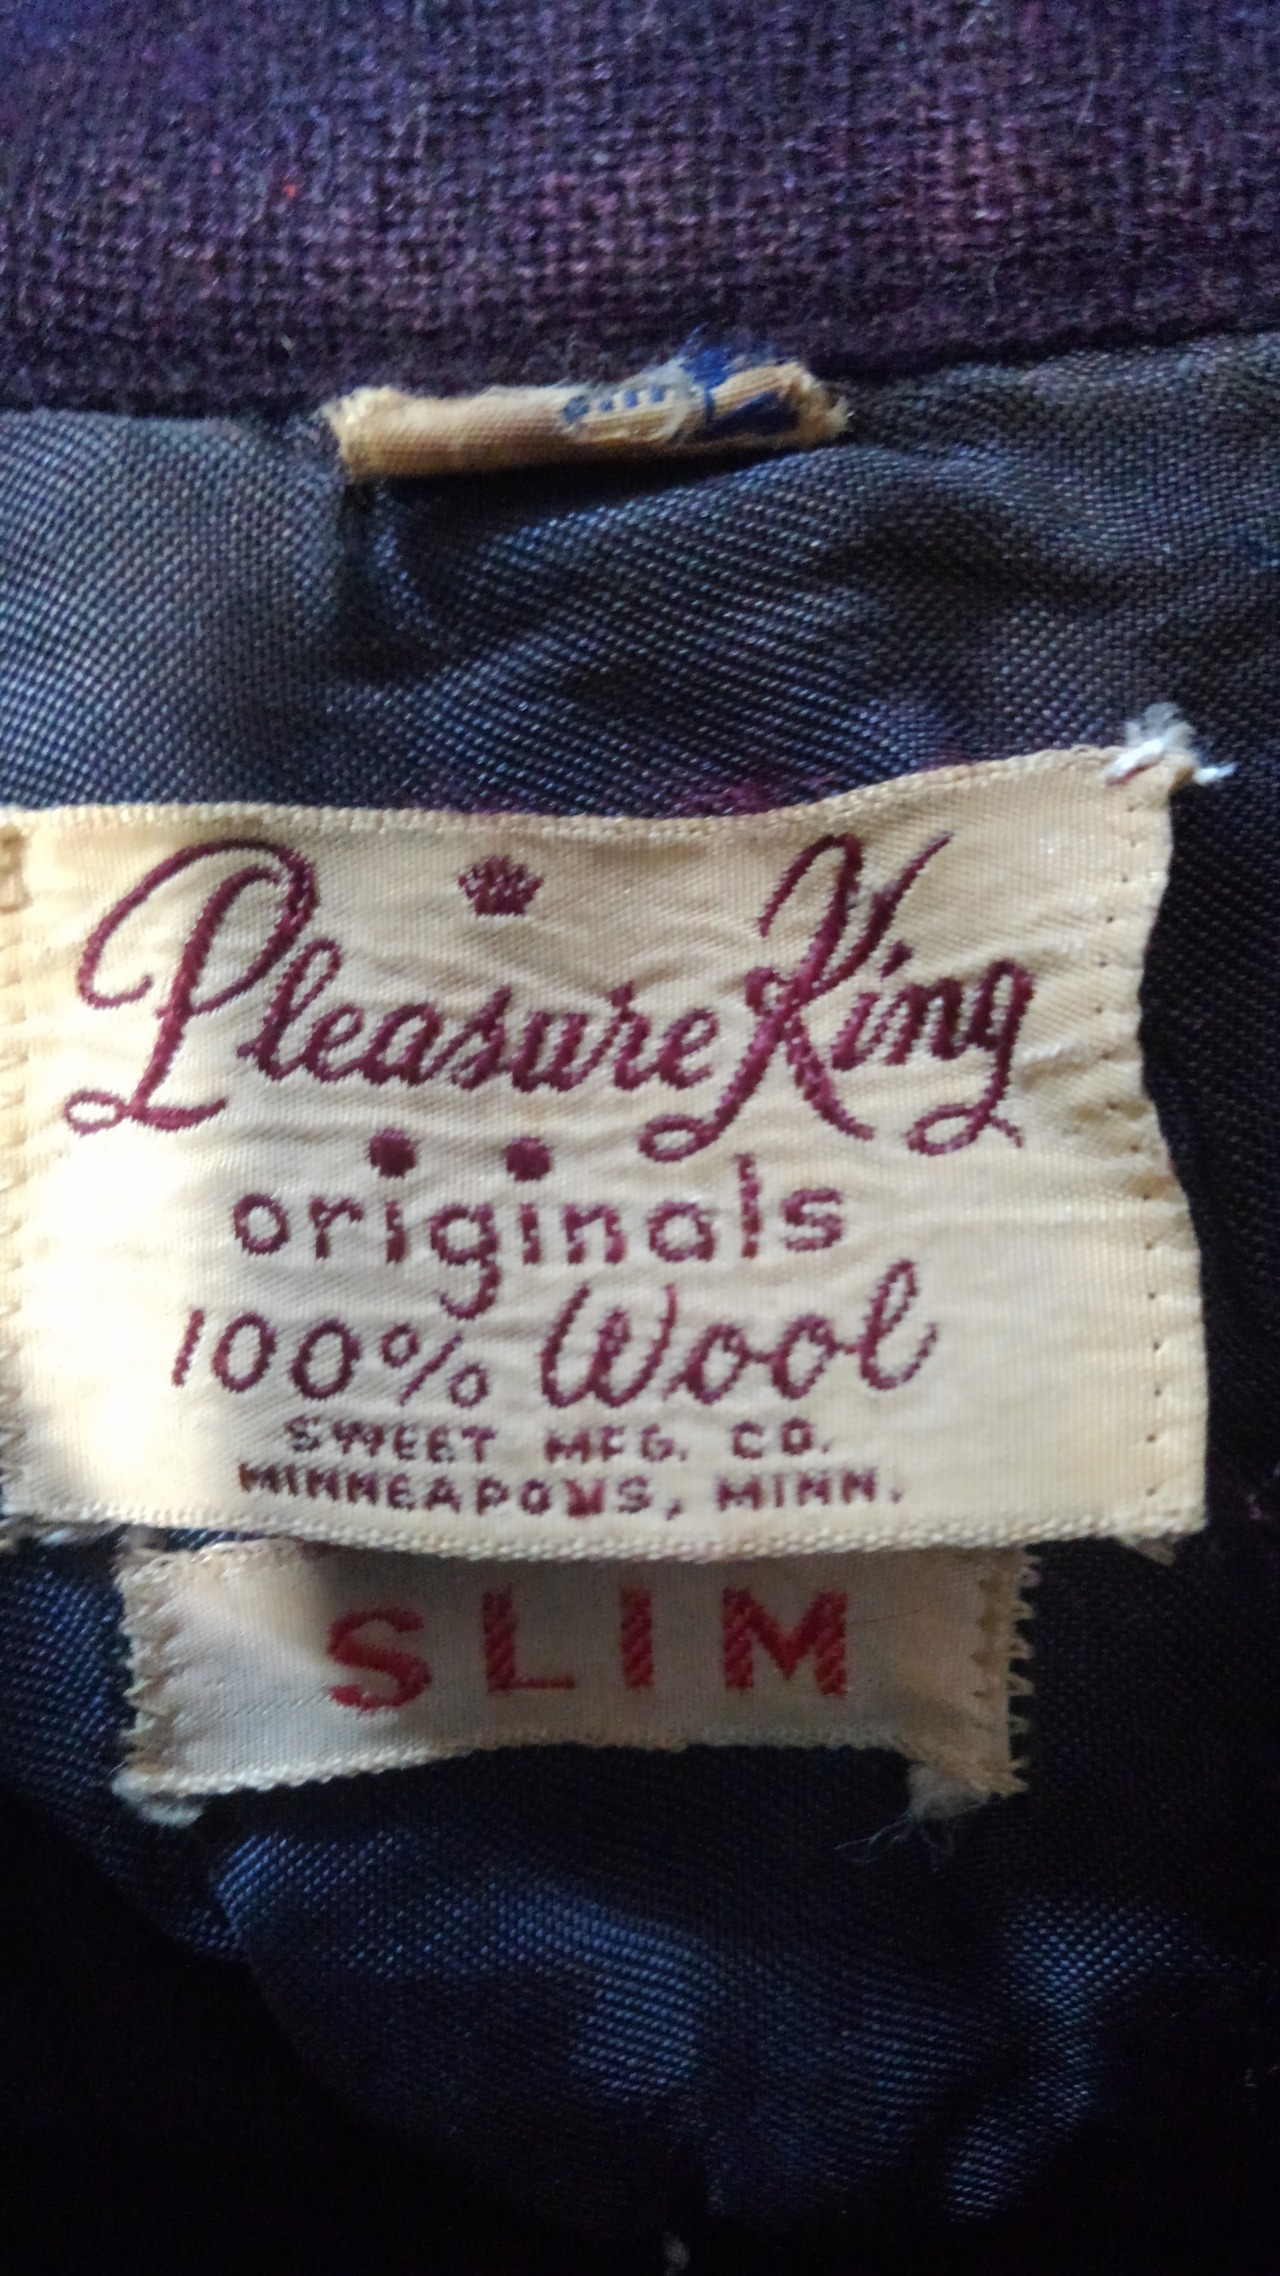 Pleasure King
originals
100% Wool
SWEET MFG. CO.
MINNEAPOLIS, MINN.
SLIM